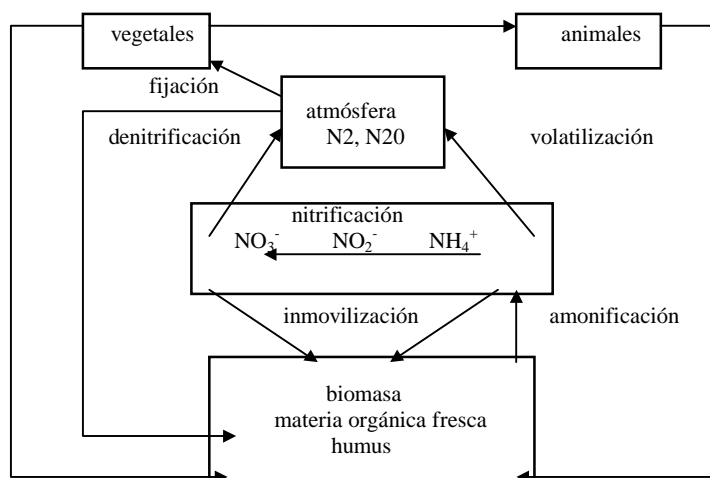 vegetales
animales
fijación
atmósfera
N2, N20
denitrificación
volatilización
nitrificación
NO₃⁻ NO₂⁻ NH₄⁺
inmovilización
amonificación
biomasa
materia orgánica fresca
humus